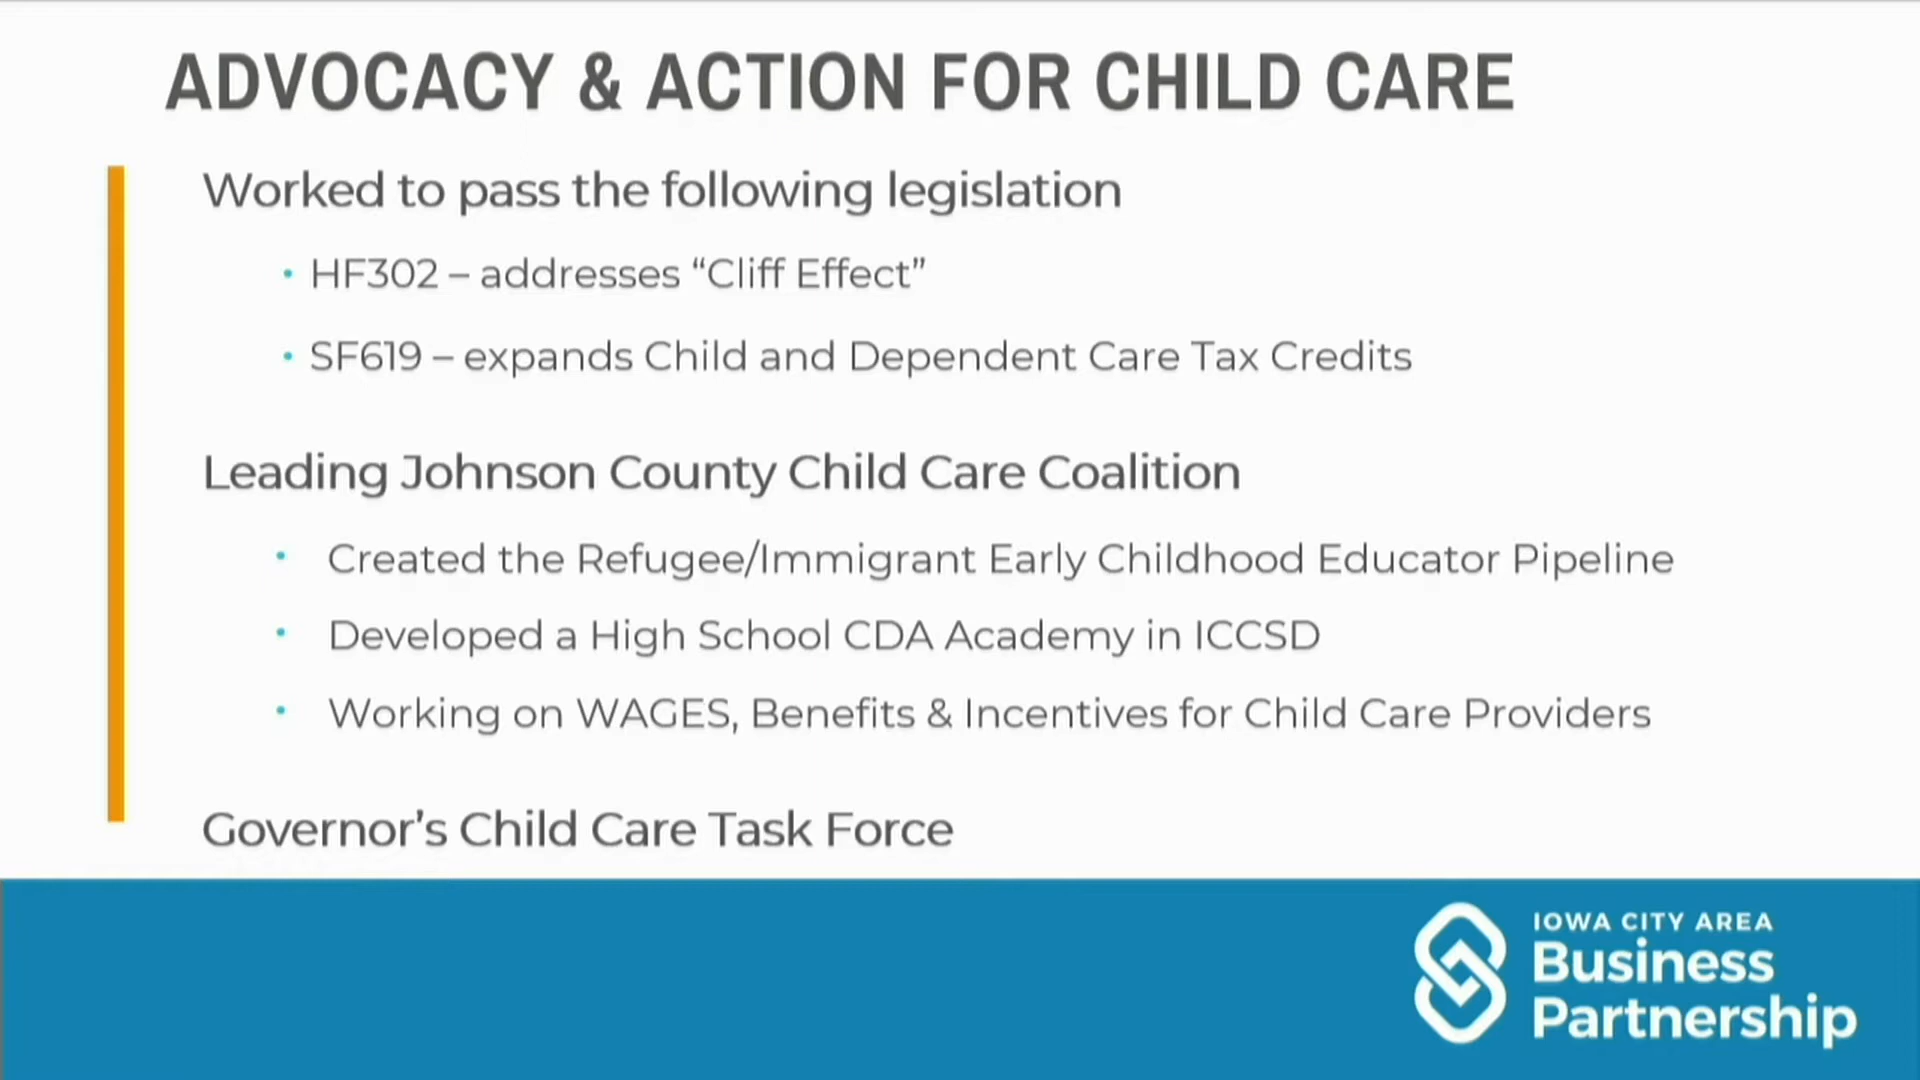 ADVOCACY & ACTION FOR CHILD CARE
Worked to pass the following legislation
• HF302 – addresses “Cliff Effect”
• SF619 – expands Child and Dependent Care Tax Credits
Leading Johnson County Child Care Coalition
• Created the Refugee/Immigrant Early Childhood Educator Pipeline
• Developed a High School CDA Academy in ICCSD
• Working on WAGES, Benefits & Incentives for Child Care Providers
Governor’s Child Care Task Force
IOWA CITY AREA
Business
Partnership